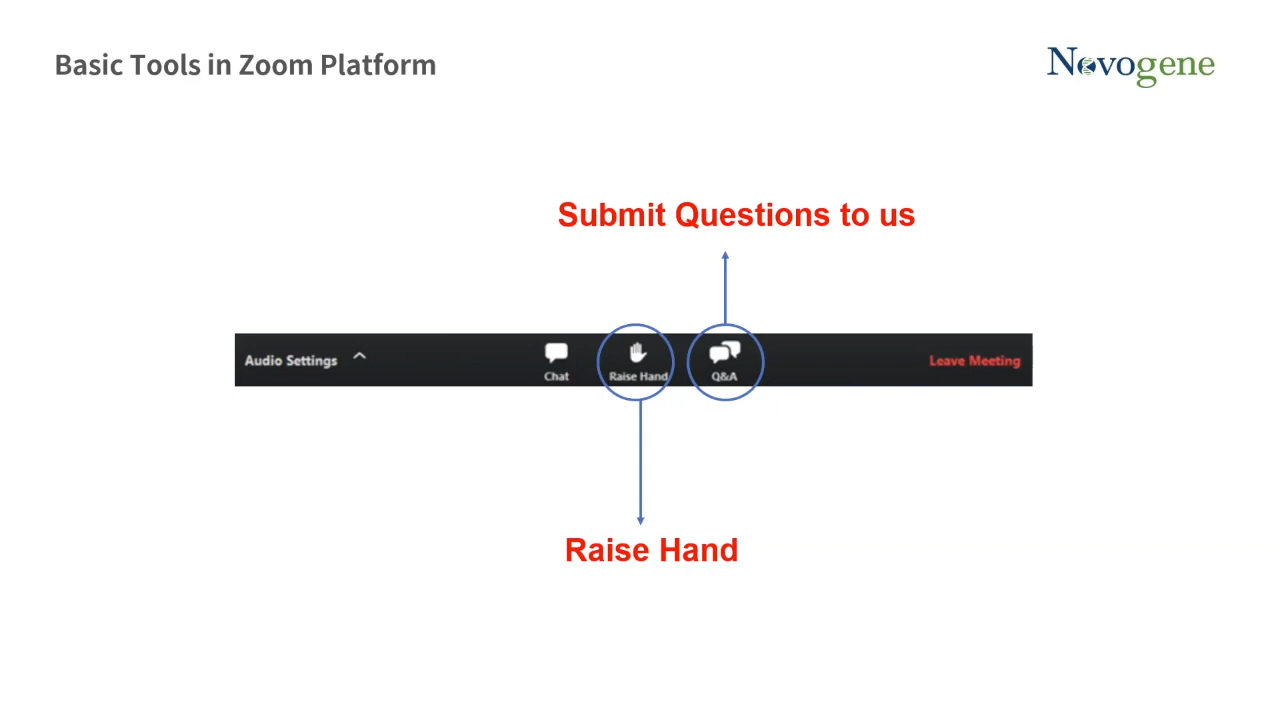 Basic Tools in Zoom Platform
Novogene
Submit Questions to us
Audio Settings
Chat
Raise Hand
Q&A
Leave Meeting
Raise Hand